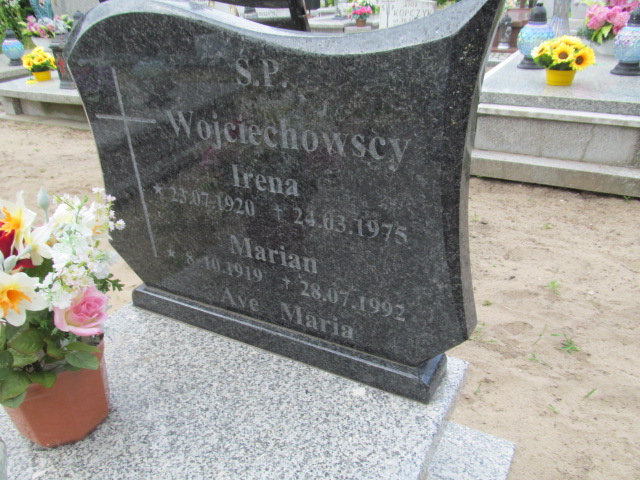 Ś.P.
Wojciechowscy
Irena
* 23.07.1920 † 24.03.1975
Marian
* 8.10.1919 † 28.07.1992
Ave Maria